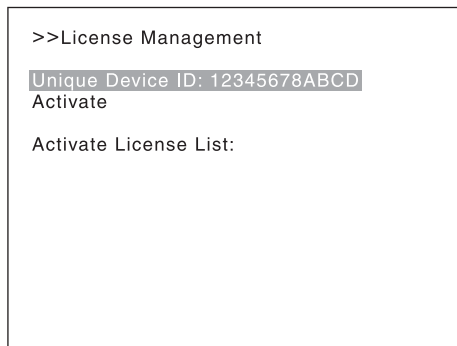 >>License Management
Unique Device ID: 12345678ABCD
Activate
Activate License List: